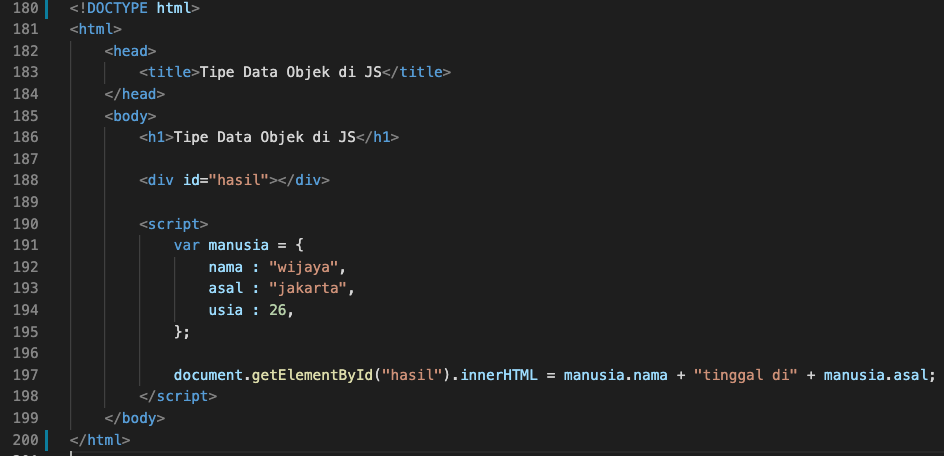 180 <!DOCTYPE html>
181 <html>
182     <head>
183         <title>Tipe Data Objek di JS</title>
184     </head>
185     <body>
186         <h1>Tipe Data Objek di JS</h1>
187
188         <div id="hasil"></div>
189
190         <script>
191             var manusia = {
192                 nama : "wijaya",
193                 asal : "jakarta",
194                 usia : 26,
195             };
196
197             document.getElementById("hasil").innerHTML = manusia.nama + "tinggal di" + manusia.asal;
198         </script>
199     </body>
200 </html>